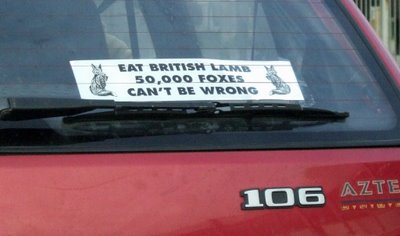 EAT BRITISH LAMB
50,000 FOXES
CAN'T BE WRONG
106
AZTE